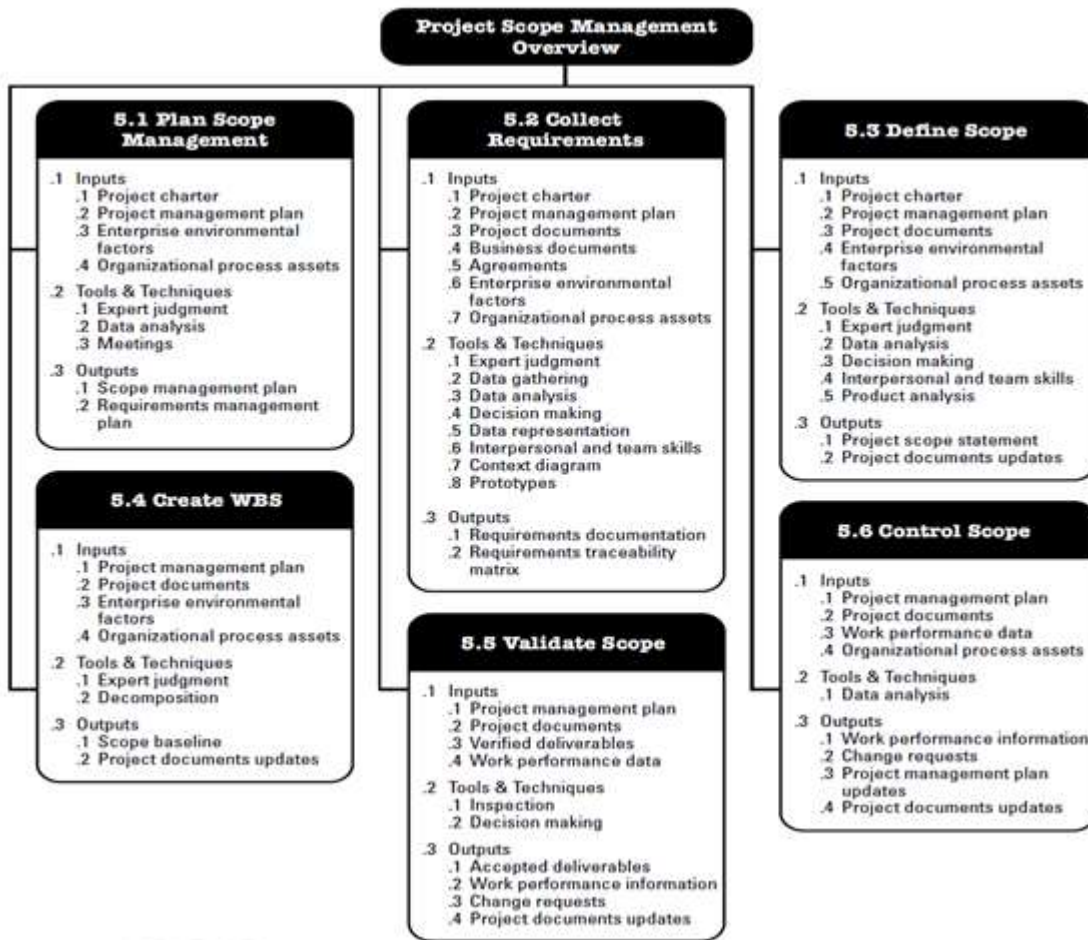 Project Scope Management
Overview
5.1 Plan Scope
Management
.1 Inputs
.1 Project charter
.2 Project management plan
.3 Enterprise environmental
factors
.4 Organizational process assets
.2 Tools & Techniques
.1 Expert judgment
.2 Data analysis
.3 Meetings
.3 Outputs
.1 Scope management plan
.2 Requirements management
plan
5.2 Collect
Requirements
.1 Inputs
.1 Project charter
.2 Project management plan
.3 Project documents
.4 Business documents
.5 Agreements
.6 Enterprise environmental
factors
.7 Organizational process assets
.2 Tools & Techniques
.1 Expert judgment
.2 Data gathering
.3 Data analysis
.4 Decision making
.5 Data representation
.6 Interpersonal and team skills
.7 Context diagram
.8 Prototypes
.3 Outputs
.1 Requirements documentation
.2 Requirements traceability
matrix
5.3 Define Scope
.1 Inputs
.1 Project charter
.2 Project management plan
.3 Project documents
.4 Enterprise environmental
factors
.5 Organizational process assets
.2 Tools & Techniques
.1 Expert judgment
.2 Data analysis
.3 Decision making
.4 Interpersonal and team skills
.5 Product analysis
.3 Outputs
.1 Project scope statement
.2 Project documents updates
5.4 Create WBS
.1 Inputs
.1 Project management plan
.2 Project documents
.3 Enterprise environmental
factors
.4 Organizational process assets
.2 Tools & Techniques
.1 Expert judgment
.2 Decomposition
.3 Outputs
.1 Scope baseline
.2 Project documents updates
5.5 Validate Scope
.1 Inputs
.1 Project management plan
.2 Project documents
.3 Verified deliverables
.4 Work performance data
.2 Tools & Techniques
.1 Inspection
.2 Decision making
.3 Outputs
.1 Accepted deliverables
.2 Work performance information
.3 Change requests
.4 Project documents updates
5.6 Control Scope
.1 Inputs
.1 Project management plan
.2 Project documents
.3 Work performance data
.4 Organizational process assets
.2 Tools & Techniques
.1 Data analysis
.3 Outputs
.1 Work performance information
.2 Change requests
.3 Project management plan
updates
.4 Project documents updates